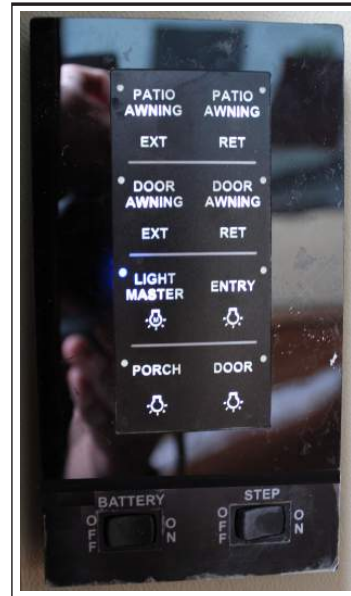 PATIO PATIO
AWNING AWNING
EXT RET
DOOR DOOR
AWNING AWNING
EXT RET
LIGHT
MASTER ENTRY
M
PORCH DOOR
BATTERY STEP
OFF ON OFF ON